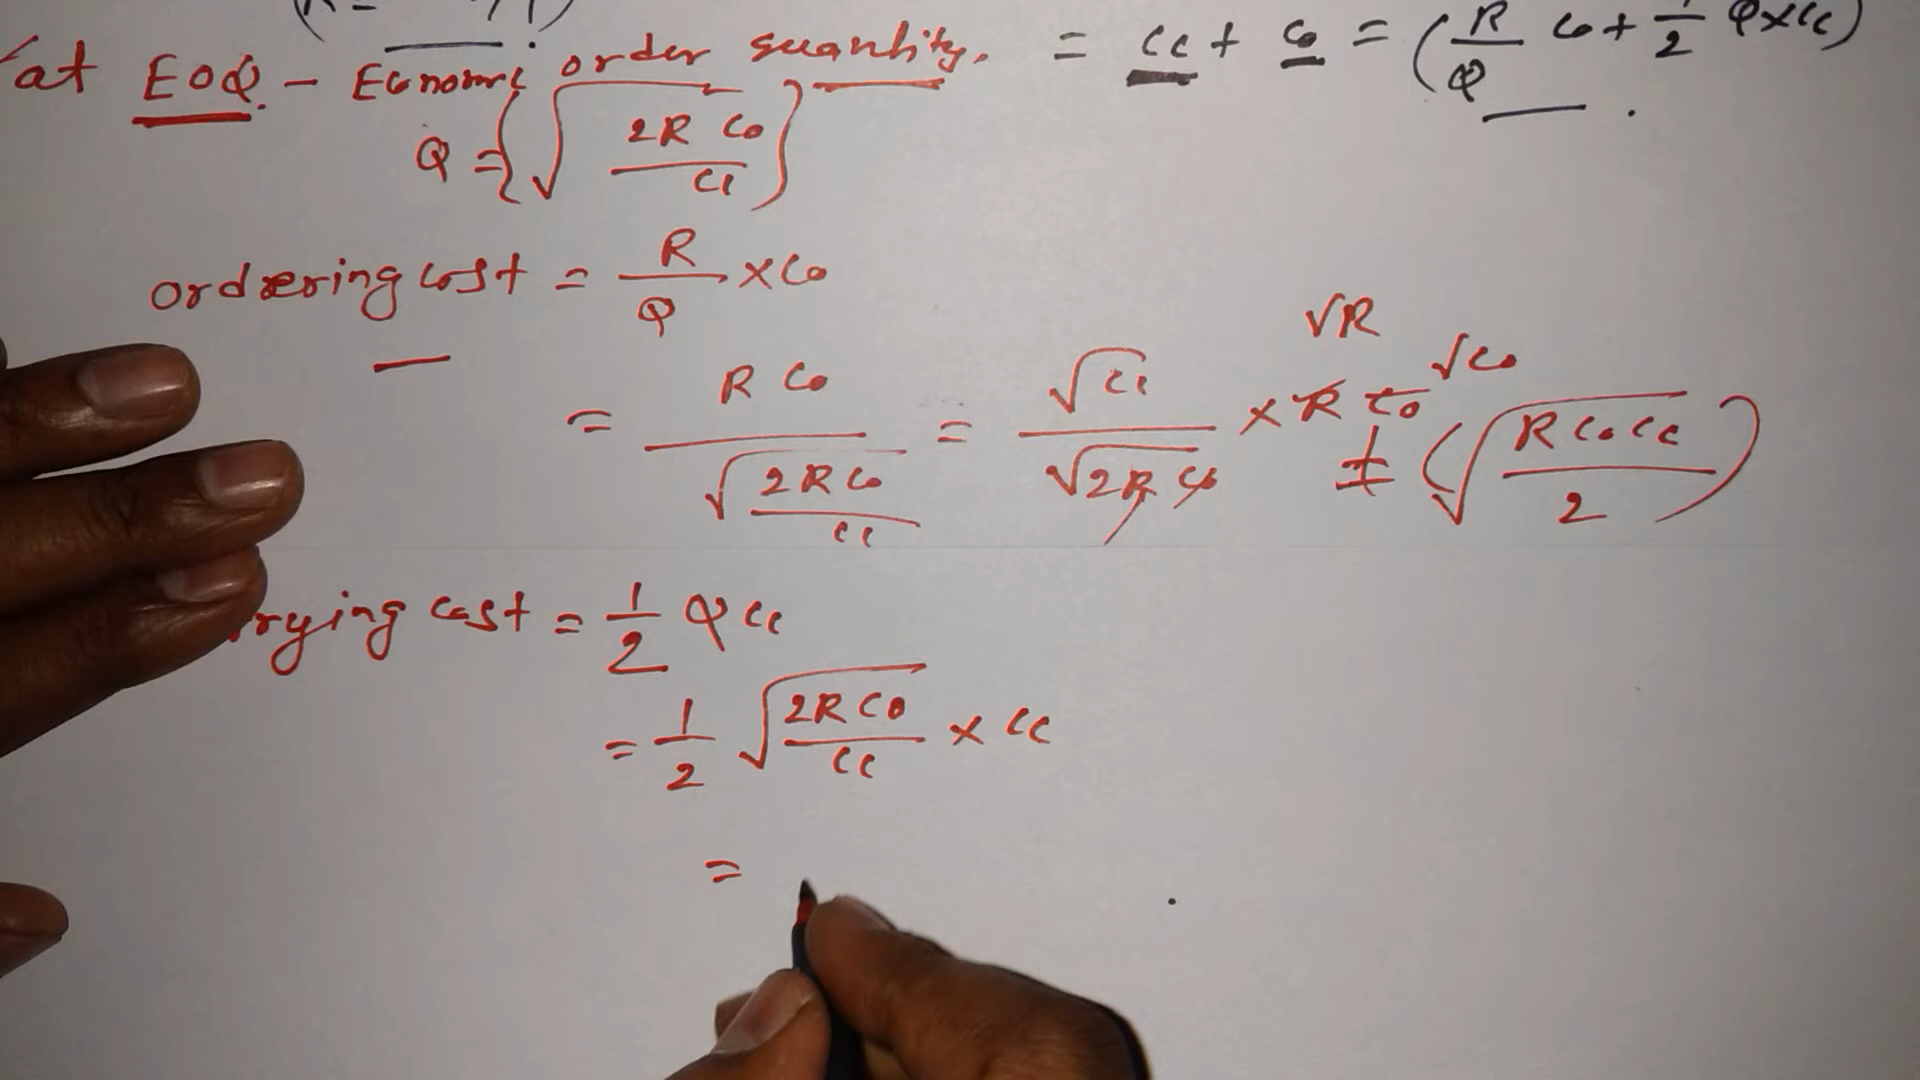 at EOQ - Economi order quantity. = Cc + Co = (R/Q Co + 1/2 Q×Cc)
Q = {√(2R Co / Cc)}
ordering cost = R/Q × Co
= R Co / √(2R Co / Cc) = √Cc / √2R Co × R Co √R √Co = (√(R Co Cc / 2))
rying cost = 1/2 Q Cc
= 1/2 √(2R CO / Cc) × Cc
=